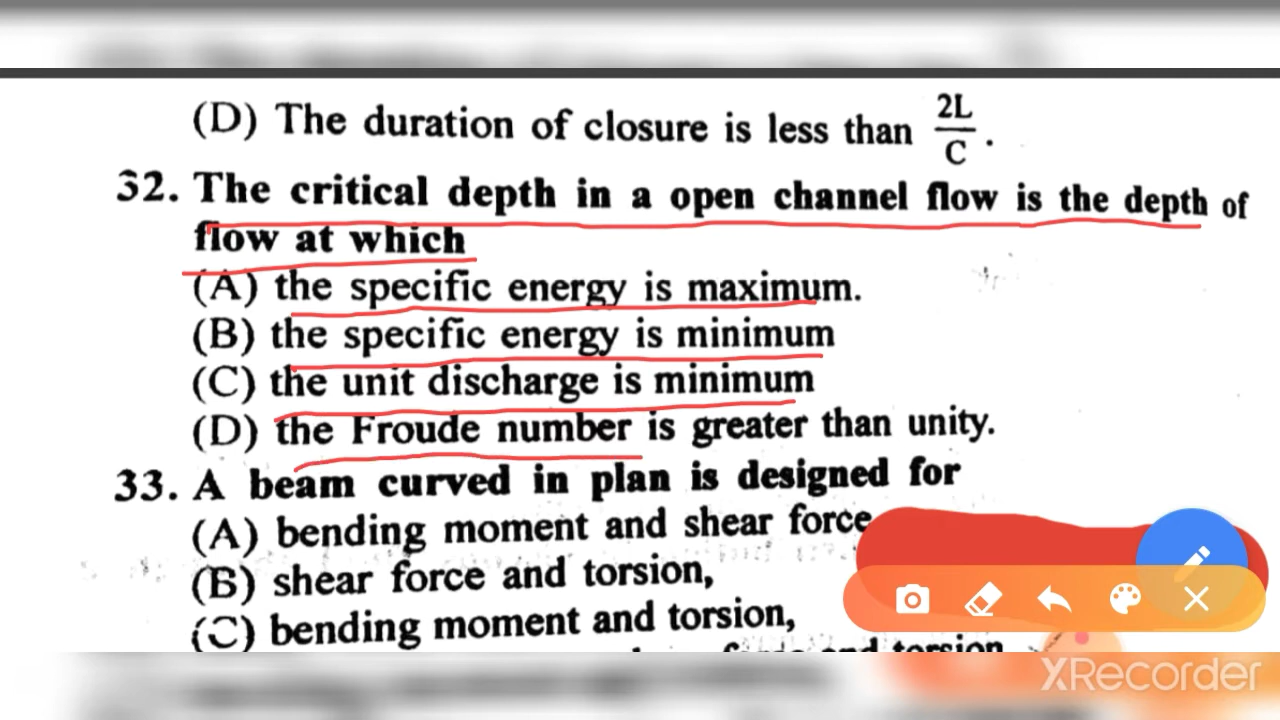 (D) The duration of closure is less than 2L/C .
32. The critical depth in a open channel flow is the depth of
flow at which
(A) the specific energy is maximum.
(B) the specific energy is minimum
(C) the unit discharge is minimum
(D) the Froude number is greater than unity.
33. A beam curved in plan is designed for
(A) bending moment and shear force
(B) shear force and torsion,
(C) bending moment and torsion,
and torsion
XRecorder